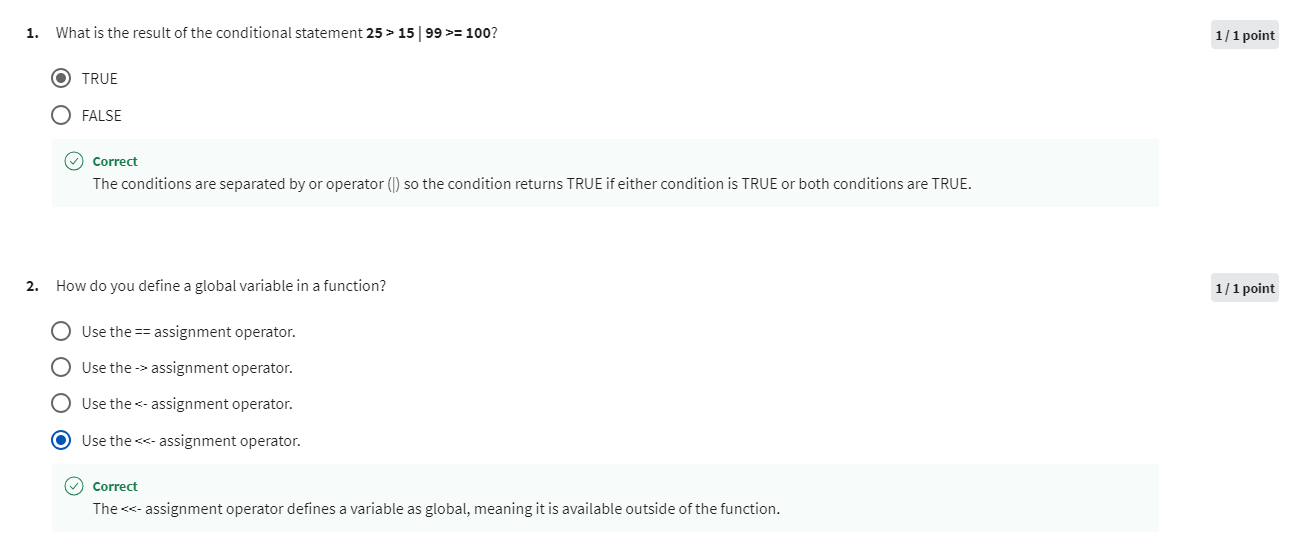 1. What is the result of the conditional statement 25 > 15 | 99 >= 100?
1 / 1 point
TRUE
FALSE
Correct
The conditions are separated by or operator (|) so the condition returns TRUE if either condition is TRUE or both conditions are TRUE.
2. How do you define a global variable in a function?
1 / 1 point
Use the == assignment operator.
Use the -> assignment operator.
Use the <- assignment operator.
Use the <<- assignment operator.
Correct
The <<- assignment operator defines a variable as global, meaning it is available outside of the function.